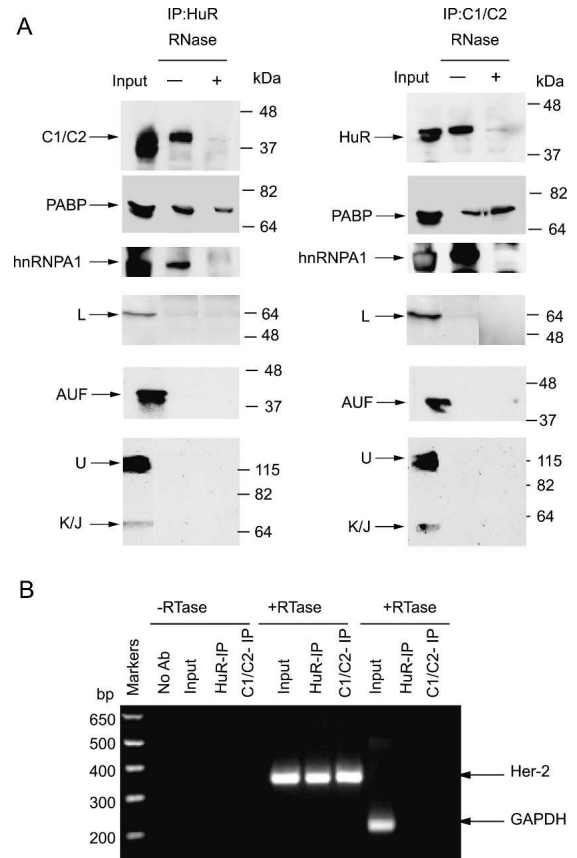 A
IP:HuR
RNase
Input — + kDa
C1/C2
48
37
PABP
82
64
hnRNPA1
L
64
48
AUF
48
37
U
115
82
K/J
64
IP:C1/C2
RNase
Input — + kDa
HuR
48
37
PABP
82
64
hnRNPA1
L
64
48
AUF
48
37
U
115
82
K/J
64
B
-RTase +RTase +RTase
Markers No Ab Input HuR-IP C1/C2- IP Input HuR-IP C1/C2- IP Input HuR-IP C1/C2- IP
bp
650
500
400
300
200
Her-2
GAPDH